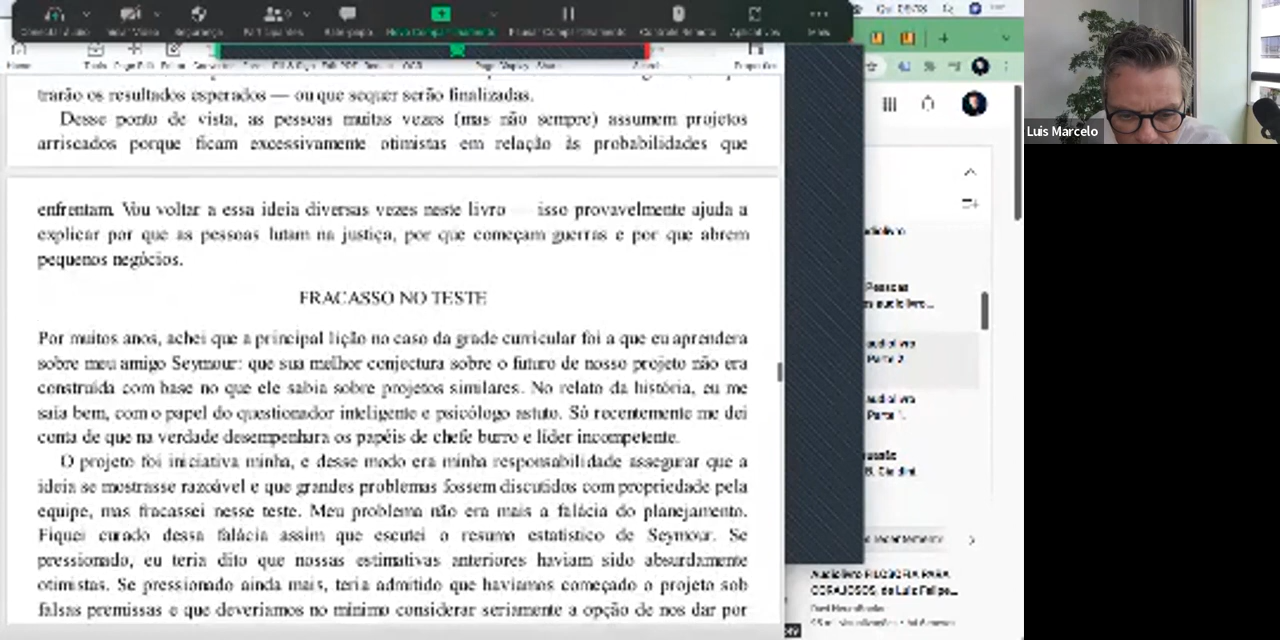 trarão os resultados esperados — ou que sequer serão finalizadas.
Desse ponto de vista, as pessoas muitas vezes (mas não sempre) assumem projetos
arriscados porque ficam excessivamente otimistas em relação às probabilidades que
enfrentam. Vou voltar a essa ideia diversas vezes neste livro — isso provavelmente ajuda a
explicar por que as pessoas lutam na justiça, por que começam guerras e por que abrem
pequenos negócios.
FRACASSO NO TESTE
Por muitos anos, achei que a principal lição no caso da grade curricular foi a que eu aprendera
sobre meu amigo Seymour: que sua melhor conjectura sobre o futuro de nosso projeto não era
construída com base no que ele sabia sobre projetos similares. No relato da história, eu me
saía bem, com o papel do questionador inteligente e psicólogo astuto. Só recentemente me dei
conta de que na verdade desempenhara os papéis de chefe burro e líder incompetente.
O projeto foi iniciativa minha, e desse modo era minha responsabilidade assegurar que a
ideia se mostrasse razoável e que grandes problemas fossem discutidos com propriedade pela
equipe, mas fracassei nesse teste. Meu problema não era mais a falácia do planejamento.
Fiquei curado dessa falácia assim que escutei o resumo estatístico de Seymour. Se
pressionado, eu teria dito que nossas estimativas anteriores haviam sido absurdamente
otimistas. Se pressionado ainda mais, teria admitido que havíamos começado o projeto sob
falsas premissas e que deveríamos no mínimo considerar seriamente a opção de nos dar por
Luis Marcelo
Parte 2
Parte 1.
Audiolivro FILOSOFIA PARA
CORAJOSOS, de Luiz Felipe...